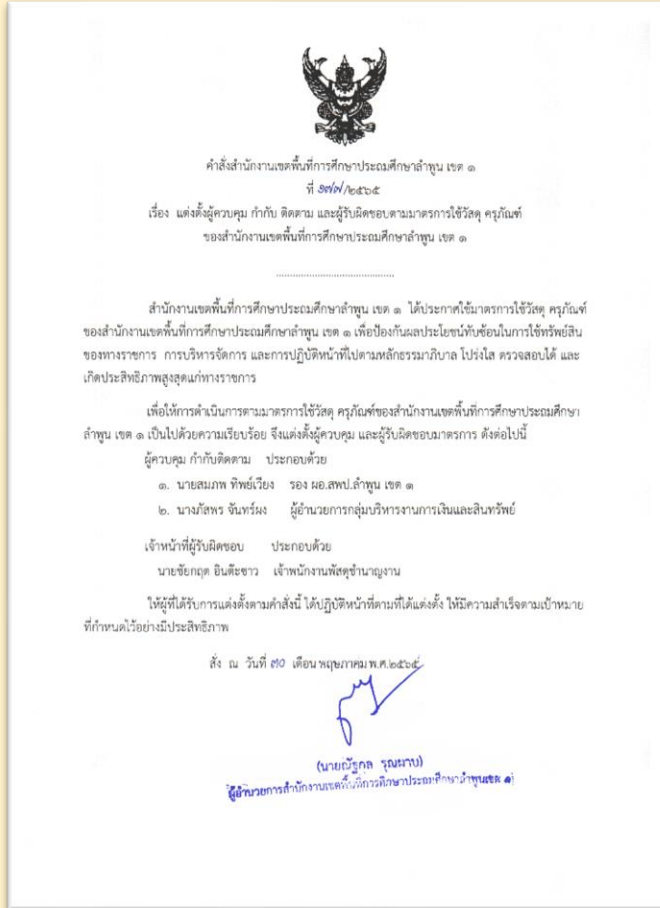 คำสั่งสำนักงานเขตพื้นที่การศึกษาประถมศึกษาลำพูน เขต ๑
ที่ ๑๗๗/๒๕๖๕
เรื่อง แต่งตั้งผู้ควบคุม กำกับ ติดตาม และผู้รับผิดชอบตามมาตรการใช้วัสดุ ครุภัณฑ์
ของสำนักงานเขตพื้นที่การศึกษาประถมศึกษาลำพูน เขต ๑
..........................................
สำนักงานเขตพื้นที่การศึกษาประถมศึกษาลำพูน เขต ๑ ได้ประกาศใช้มาตรการใช้วัสดุ ครุภัณฑ์
ของสำนักงานเขตพื้นที่การศึกษาประถมศึกษาลำพูน เขต ๑ เพื่อป้องกันผลประโยชน์ทับซ้อนในการใช้ทรัพย์สิน
ของทางราชการ การบริหารจัดการ และการปฏิบัติหน้าที่ไปตามหลักธรรมาภิบาล โปร่งใส ตรวจสอบได้ และ
เกิดประสิทธิภาพสูงสุดแก่ทางราชการ
เพื่อให้การดำเนินการตามมาตรการใช้วัสดุ ครุภัณฑ์ของสำนักงานเขตพื้นที่การศึกษาประถมศึกษา
ลำพูน เขต ๑ เป็นไปด้วยความเรียบร้อย จึงแต่งตั้งผู้ควบคุม และผู้รับผิดชอบมาตรการ ดังต่อไปนี้
ผู้ควบคุม กำกับติดตาม ประกอบด้วย
๑. นายสมภพ ทิพย์เวียง รอง ผอ.สพป.ลำพูน เขต ๑
๒. นางภัสพร จันทร์ผง ผู้อำนวยการกลุ่มบริหารงานการเงินและสินทรัพย์
เจ้าหน้าที่ผู้รับผิดชอบ ประกอบด้วย
นายชัยกฤต อินต๊ะซาว เจ้าพนักงานพัสดุชำนาญงาน
ให้ผู้ที่ได้รับการแต่งตั้งตามคำสั่งนี้ ได้ปฏิบัติหน้าที่ตามที่ได้แต่งตั้ง ให้มีความสำเร็จตามเป้าหมาย
ที่กำหนดไว้อย่างมีประสิทธิภาพ
สั่ง ณ วันที่ ๓๐ เดือน พฤษภาคม พ.ศ.๒๕๖๕
(นายณัฐกุล รุณผาบ)
ผู้อำนวยการสำนักงานเขตพื้นที่การศึกษาประถมศึกษาลำพูนเขต ๑